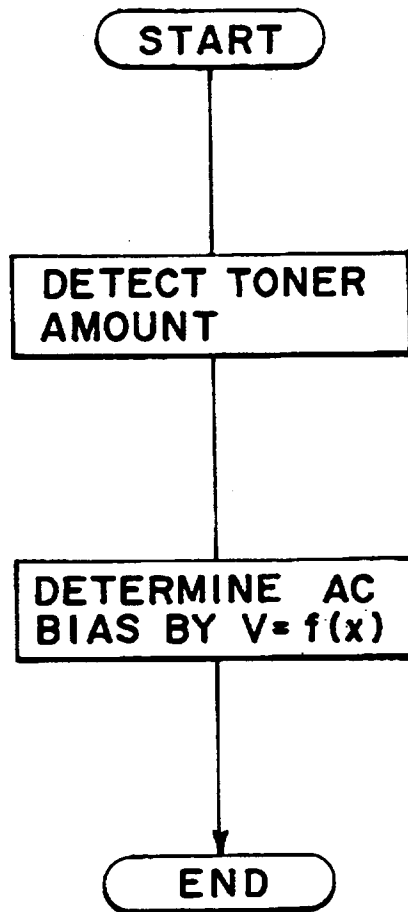 START
DETECT TONER
AMOUNT
DETERMINE AC
BIAS BY V= f(x)
END